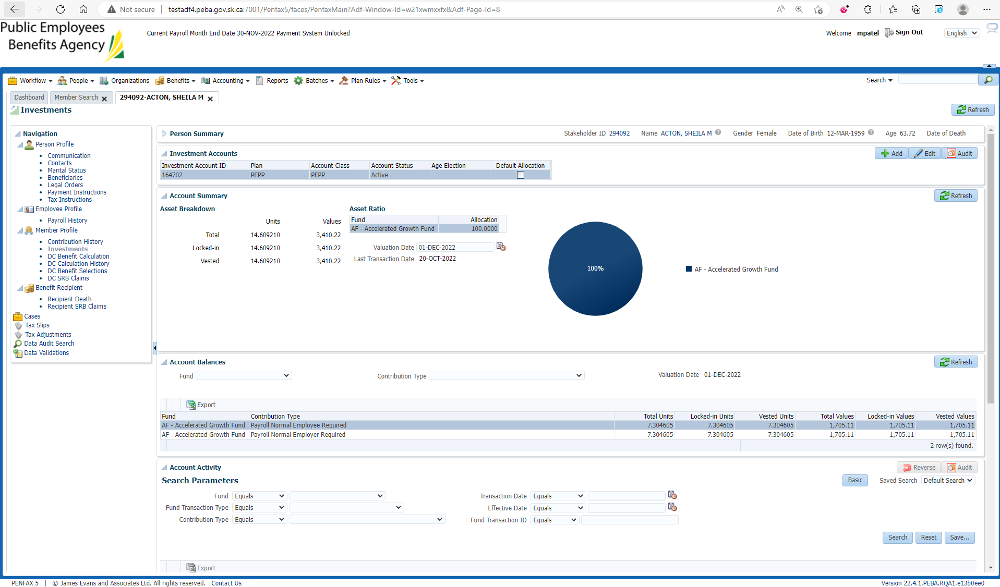 Not secure | testadf4.peba.gov.sk.ca:7001/Penfax5/faces/PenfaxMain?Adf-Window-Id=w21xwmxxfx&Adf-Page-Id=8
Public Employees
Benefits Agency
Current Payroll Month End Date 30-NOV-2022 Payment System Unlocked
Welcome mpatel Sign Out English
Workflow People Organizations Benefits Accounting Reports Batches Plan Rules Tools Search
Dashboard Member Search 294092-ACTON, SHEILA M
Investments Refresh
Navigation
Person Profile
Communication
Contacts
Marital Status
Beneficiaries
Legal Orders
Payment Instructions
Tax Instructions
Employee Profile
Payroll History
Member Profile
Contribution History
Investments
DC Benefit Calculation
DC Calculation History
DC Benefit Selections
DC SRB Claims
Benefit Recipient
Recipient Death
Recipient SRB Claims
Cases
Tax Slips
Tax Adjustments
Data Audit Search
Data Validations
Person Summary Stakeholder ID 294092 Name ACTON, SHEILA M Gender Female Date of Birth 12-MAR-1959 Age 63.72 Date of Death
Investment Accounts Add Edit Audit
Investment Account ID Plan Account Class Account Status Age Election Default Allocation
164702 PEPP PEPP Active
Account Summary Refresh
Asset Breakdown
Units Values
Total 14.609210 3,410.22
Locked-in 14.609210 3,410.22
Vested 14.609210 3,410.22
Asset Ratio
Fund Allocation
AF - Accelerated Growth Fund 100.0000
Valuation Date 01-DEC-2022
Last Transaction Date 20-OCT-2022
100%
AF - Accelerated Growth Fund
Account Balances Refresh
Fund Contribution Type Valuation Date 01-DEC-2022
Export
Fund Contribution Type Total Units Locked-in Units Vested Units Total Values Locked-in Values Vested Values
AF - Accelerated Growth Fund Payroll Normal Employee Required 7.304605 7.304605 7.304605 1,705.11 1,705.11 1,705.11
AF - Accelerated Growth Fund Payroll Normal Employer Required 7.304605 7.304605 7.304605 1,705.11 1,705.11 1,705.11
2 row(s) found.
Account Activity Reverse Audit
Search Parameters Basic Saved Search Default Search
Fund Equals Transaction Date Equals
Fund Transaction Type Equals Effective Date Equals
Contribution Type Equals Fund Transaction ID Equals
Search Reset Save...
Export
PENFAX 5 | © James Evans and Associates Ltd. All rights reserved. Contact Us Version 22.4.1.PEBA.RQA1.e13b0ee0